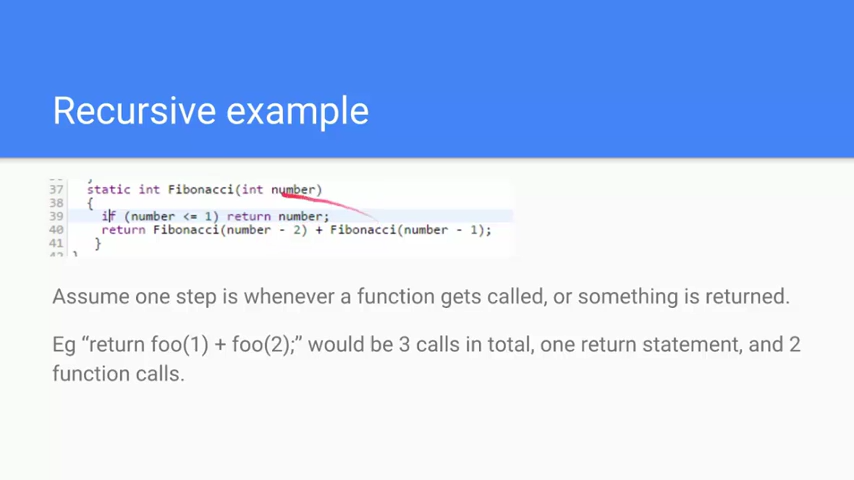 Recursive example
37 static int Fibonacci(int number)
38 {
39 if (number <= 1) return number;
40 return Fibonacci(number - 2) + Fibonacci(number - 1);
41 }
Assume one step is whenever a function gets called, or something is returned.
Eg “return foo(1) + foo(2);” would be 3 calls in total, one return statement, and 2
function calls.